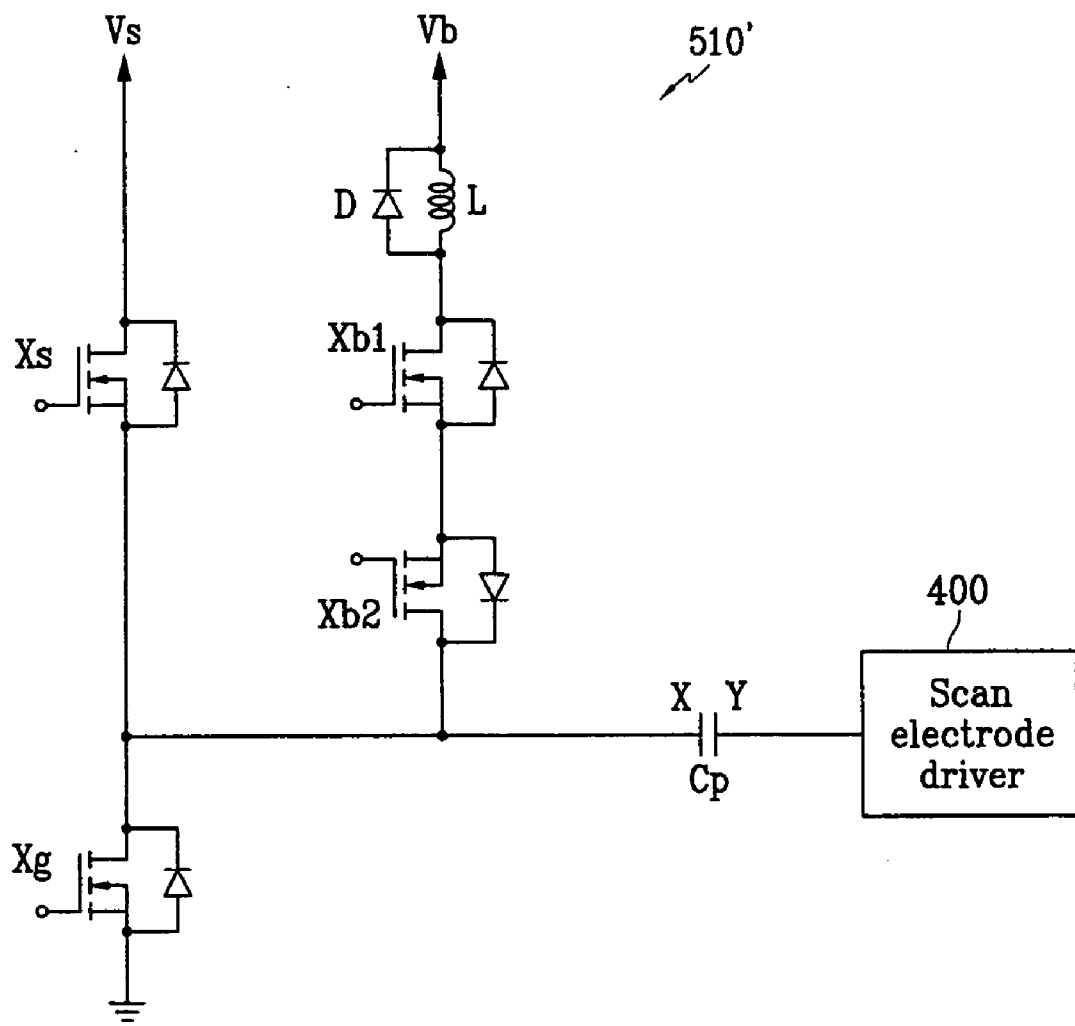 Vs
Vb
510'
D
L
Xs
Xb1
Xb2
400
X
Y
Scan
electrode
driver
Cp
Xg